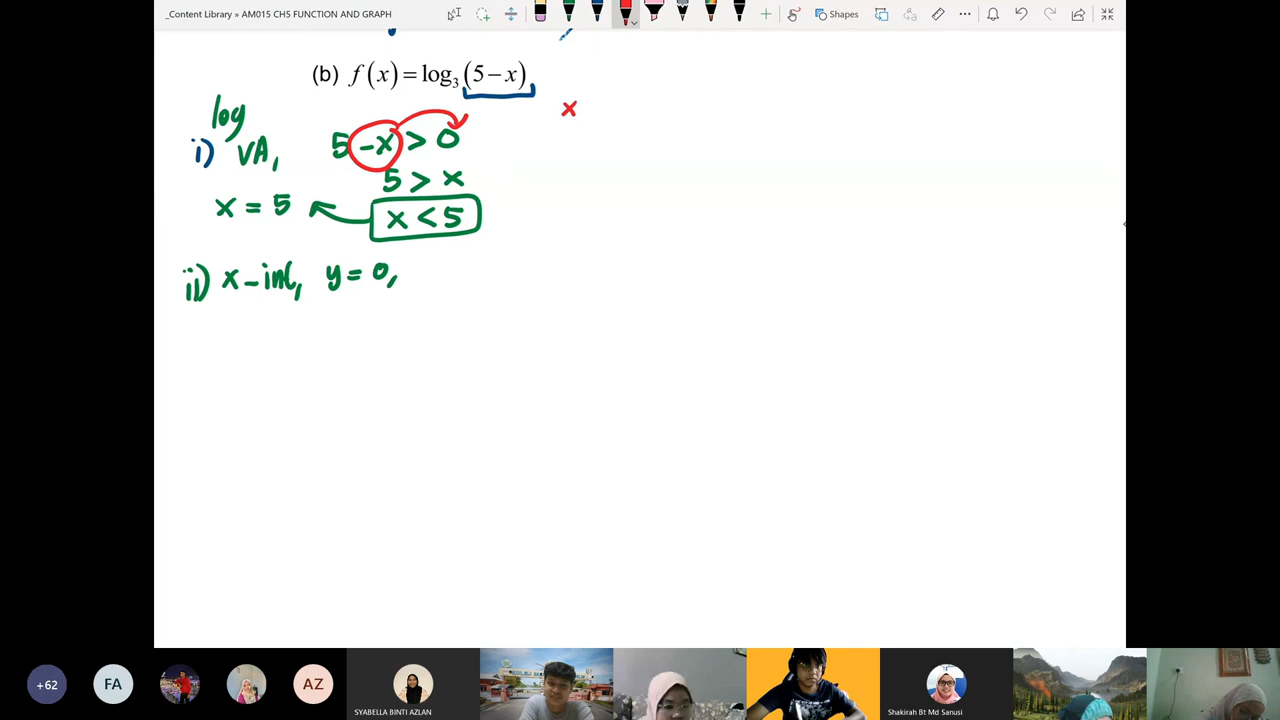 _Content Library » AM015 CH5 FUNCTION AND GRAPH
Shapes
(b) f(x) = log₃(5 − x)
log
x
i) VA, 5 -x > 0
5 > x
x = 5
x < 5
ii) x-int, y = 0,
+62
FA
AZ
SYABELLA BINTI AZLAN
Shakirah Bt Md Sanusi